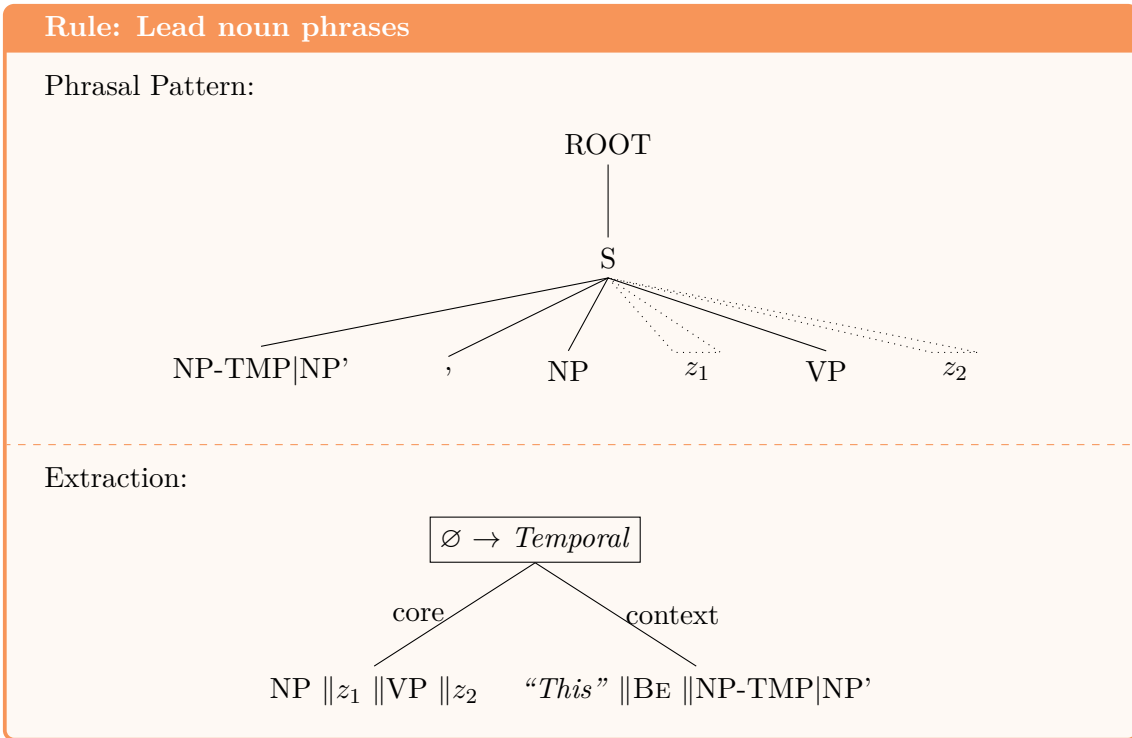 Rule: Lead noun phrases
Phrasal Pattern:
ROOT
S
NP-TMP|NP’ , NP z₁ VP z₂
Extraction:
∅ → Temporal
core context
NP ∥z₁ ∥VP ∥z₂ “This” ∥BE ∥NP-TMP|NP’